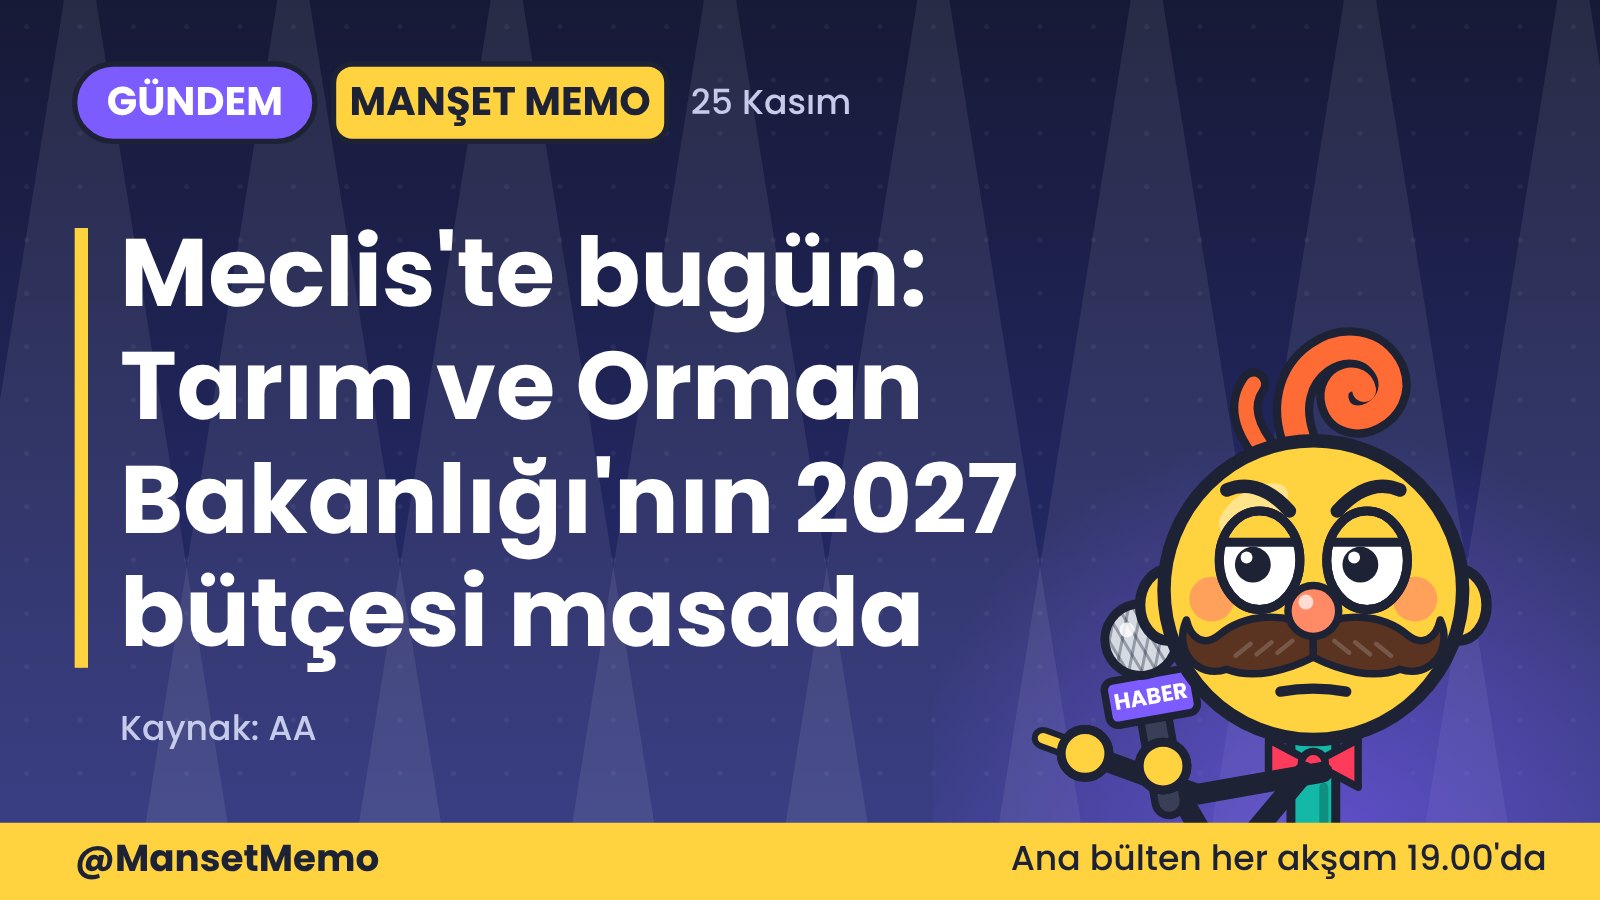 GÜNDEM MANŞET MEMO 25 Kasım
Meclis'te bugün:
Tarım ve Orman
Bakanlığı'nın 2027
bütçesi masada
Kaynak: AA
HABER
@MansetMemo
Ana bülten her akşam 19.00'da